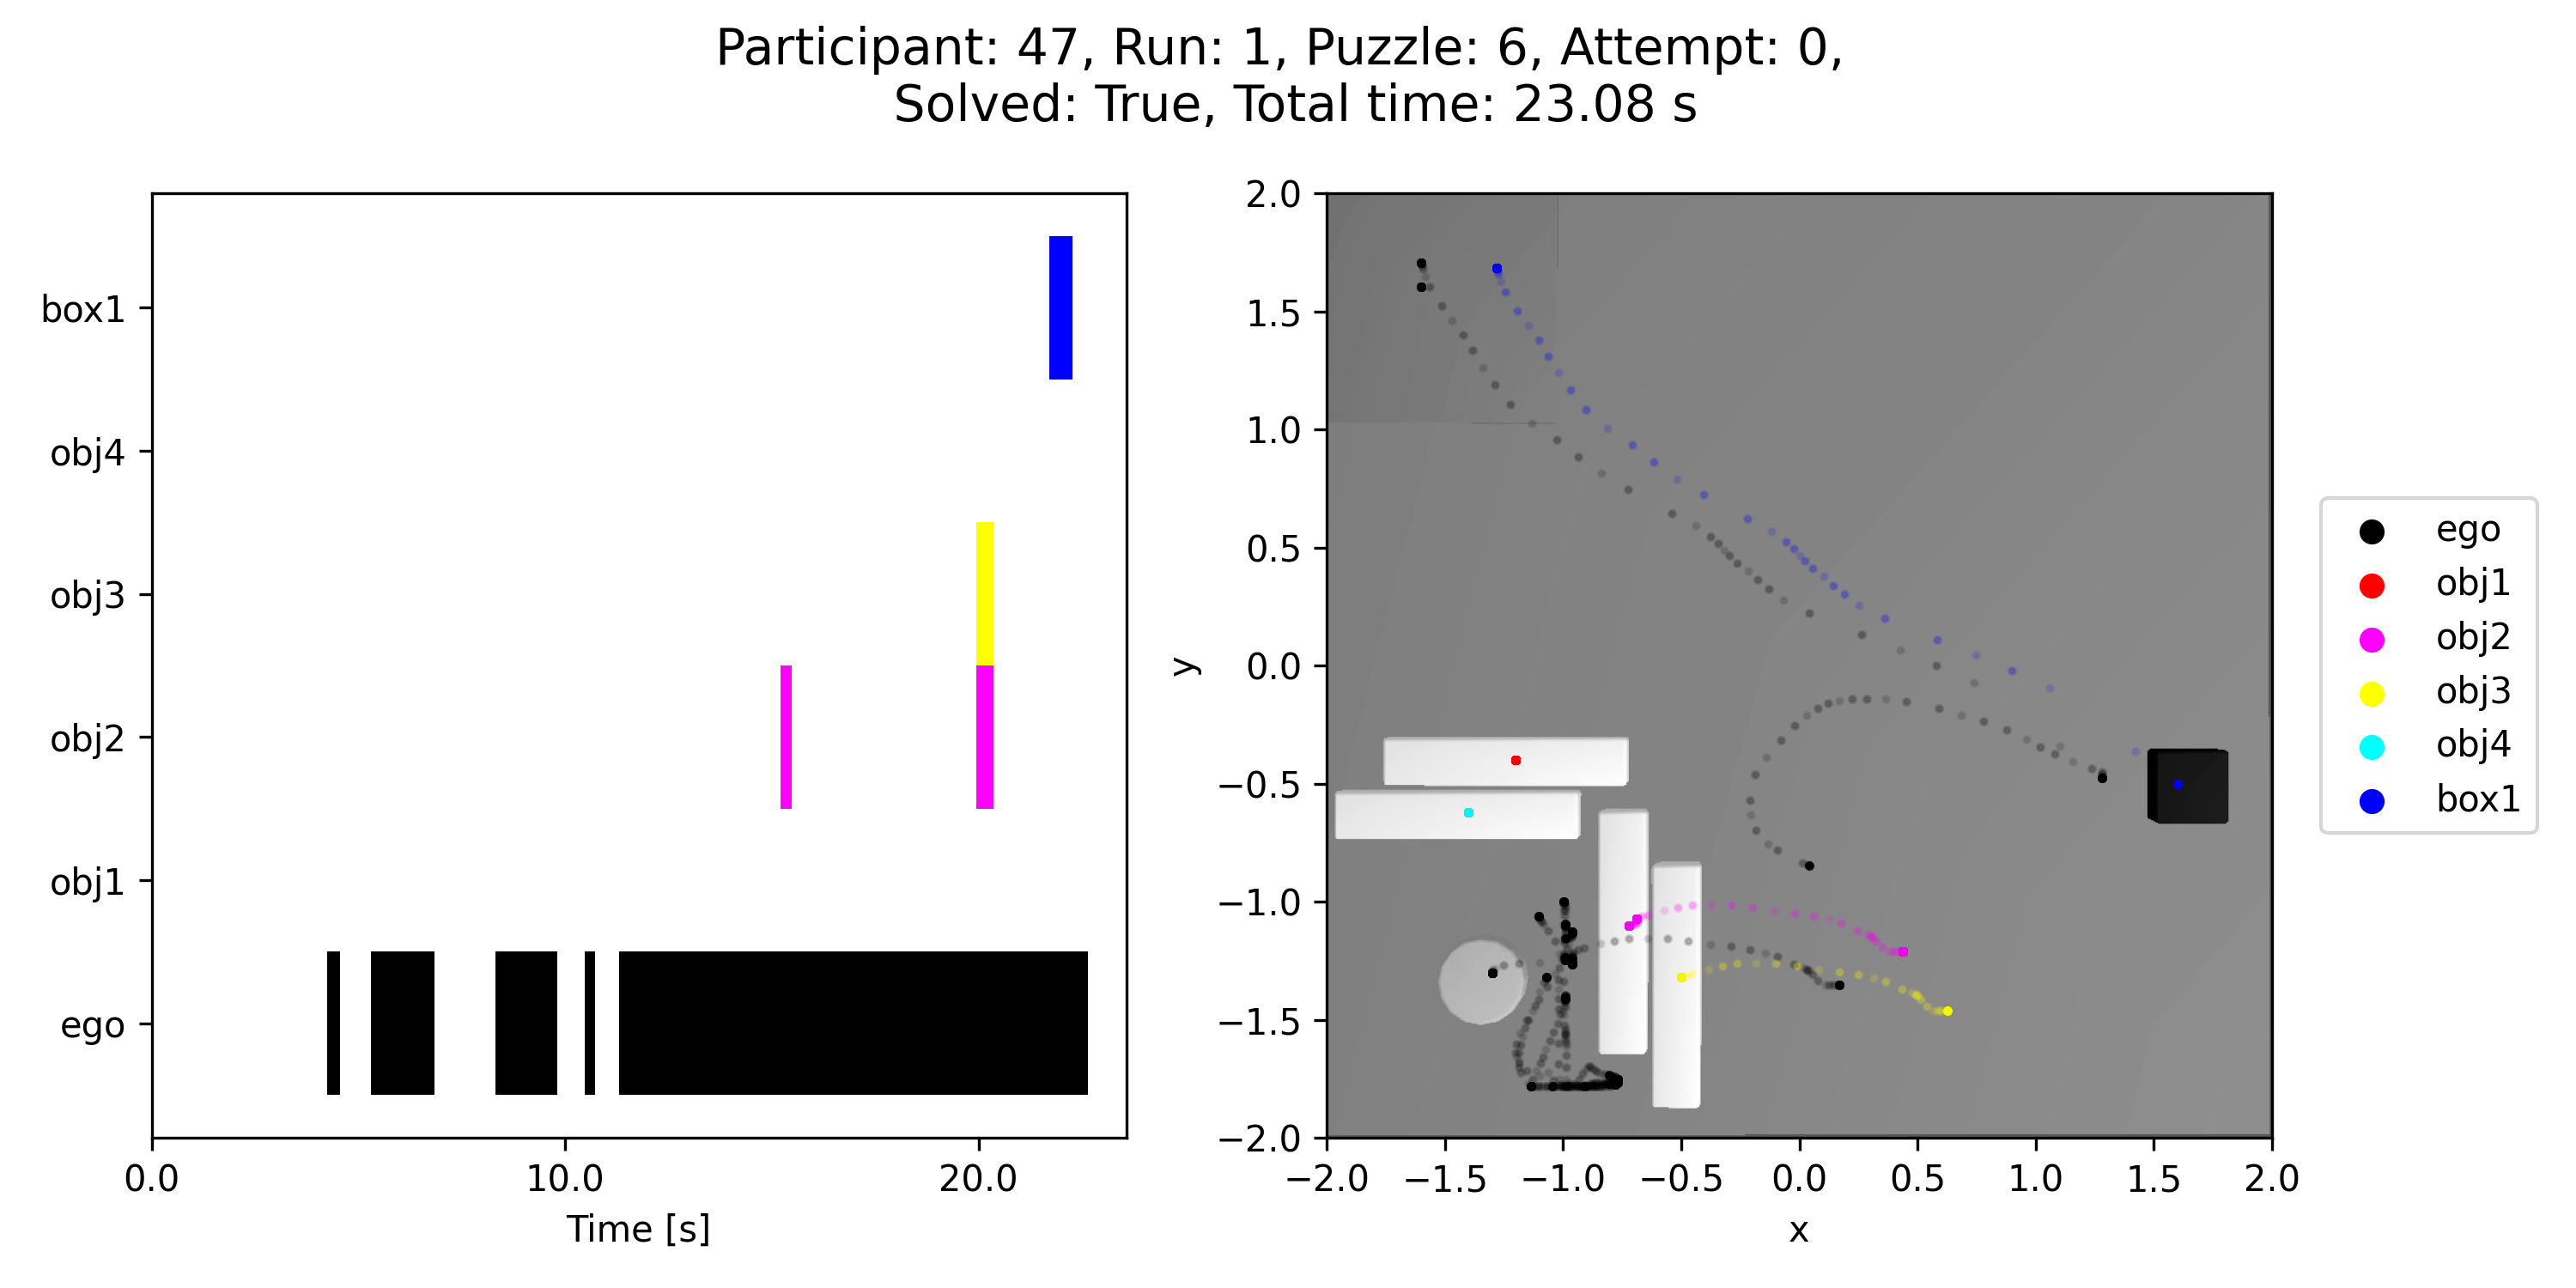 Participant: 47, Run: 1, Puzzle: 6, Attempt: 0,
Solved: True, Total time: 23.08 s
box1
obj4
obj3
obj2
obj1
ego
0.0 10.0 20.0
Time [s]
2.0
1.5
1.0
0.5
0.0
−0.5
−1.0
−1.5
−2.0
y
−2.0 −1.5 −1.0 −0.5 0.0 0.5 1.0 1.5 2.0
x
ego
obj1
obj2
obj3
obj4
box1